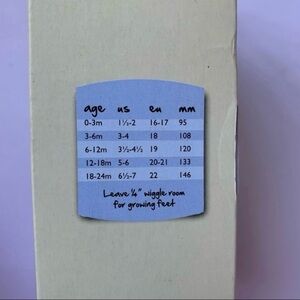 age us eu mm
0-3m 1½-2 16-17 95
3-6m 3-4 18 108
6-12m 3½-4½ 19 120
12-18m 5-6 20-21 133
18-24m 6½-7 22 146
Leave ¼" wiggle room
for growing feet